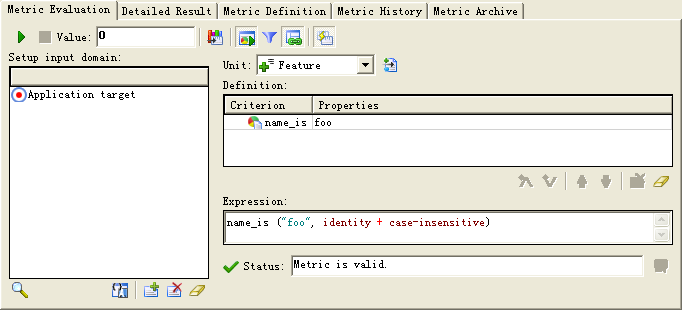 Metric Evaluation Detailed Result Metric Definition Metric History Metric Archive
Value: 0
Setup input domain:
Application target
Unit: Feature
Definition:
Criterion Properties
name_is foo
Expression:
name_is ("foo", identity + case-insensitive)
Status: Metric is valid.